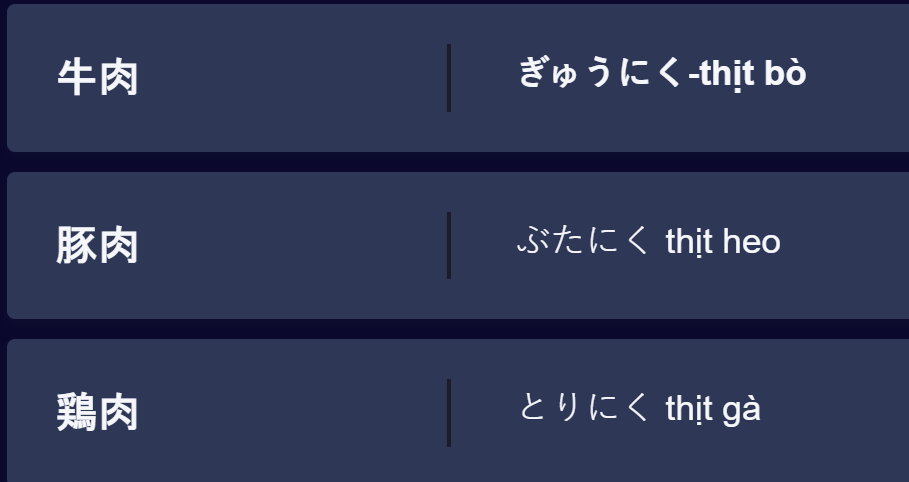 牛肉
ぎゅうにく-thịt bò
豚肉
ぶたにく thịt heo
鶏肉
とりにく thịt gà